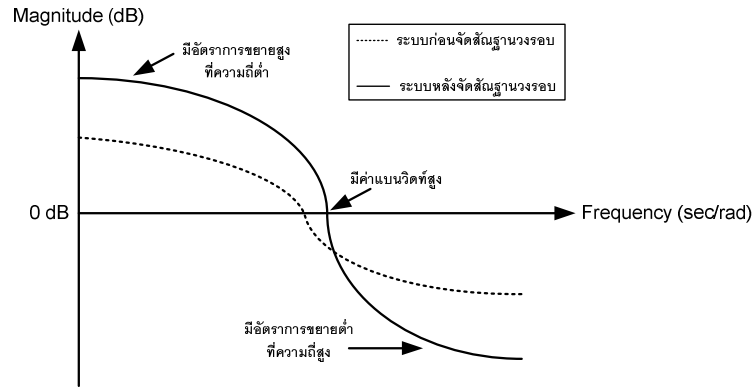 Magnitude (dB)
มีอัตราการขยายสูง
ที่ความถี่ต่ำ
ระบบก่อนจัดสัณฐานวงรอบ
ระบบหลังจัดสัณฐานวงรอบ
มีค่าแบนวิดท์สูง
0 dB
Frequency (sec/rad)
มีอัตราการขยายต่ำ
ที่ความถี่สูง